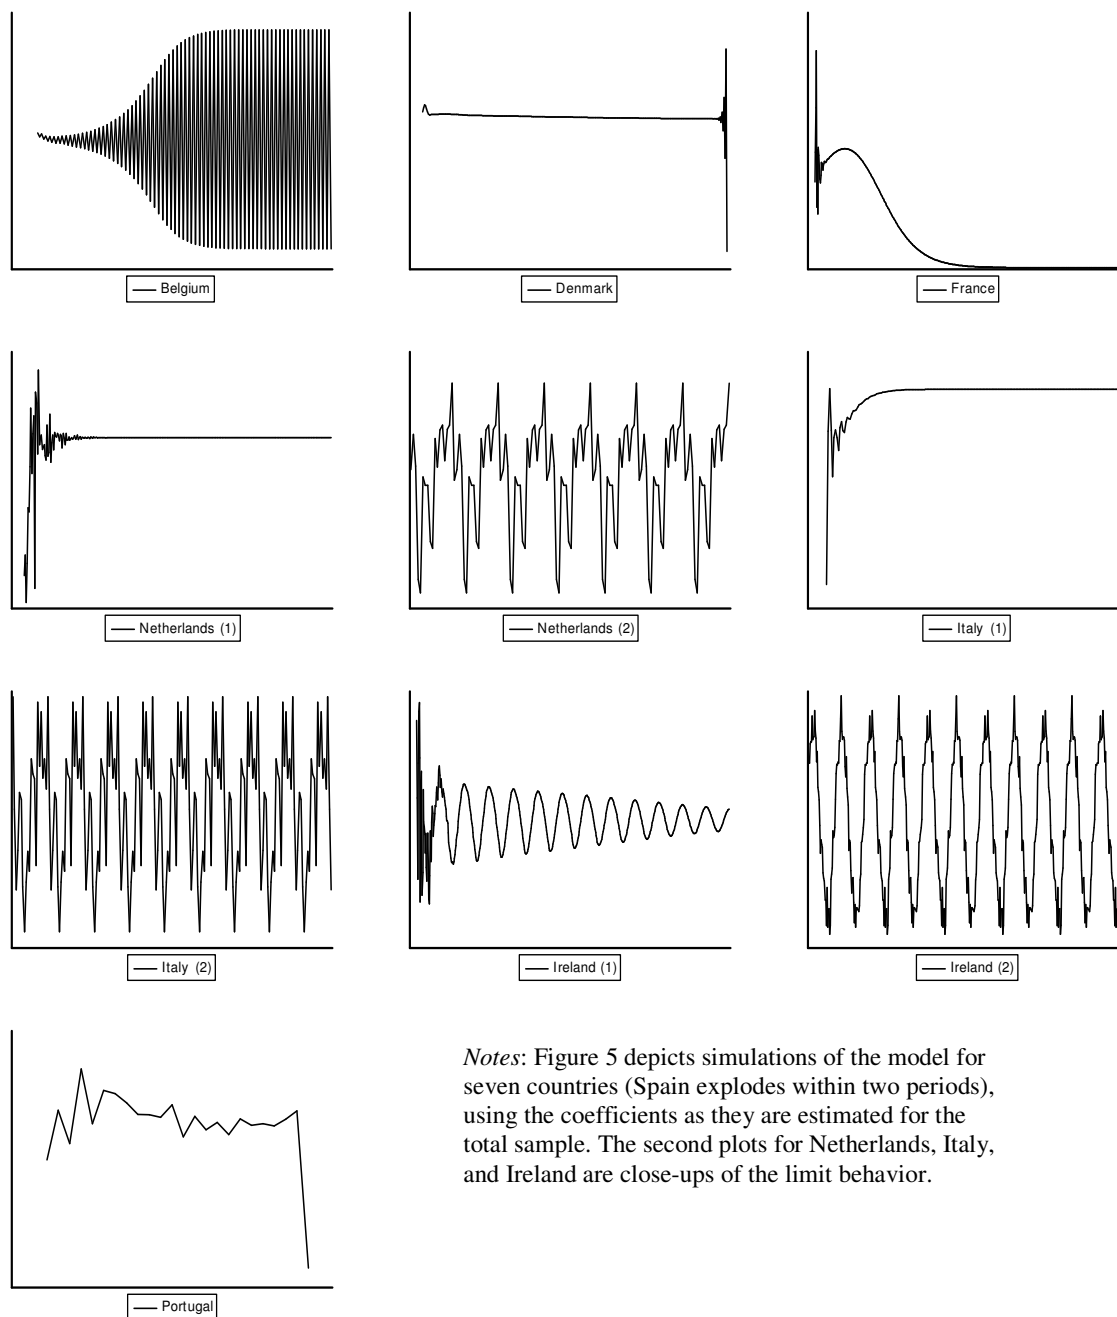 Belgium
Denmark
France
Netherlands (1)
Netherlands (2)
Italy (1)
Italy (2)
Ireland (1)
Ireland (2)
Notes: Figure 5 depicts simulations of the model for
seven countries (Spain explodes within two periods),
using the coefficients as they are estimated for the
total sample. The second plots for Netherlands, Italy,
and Ireland are close-ups of the limit behavior.
Portugal